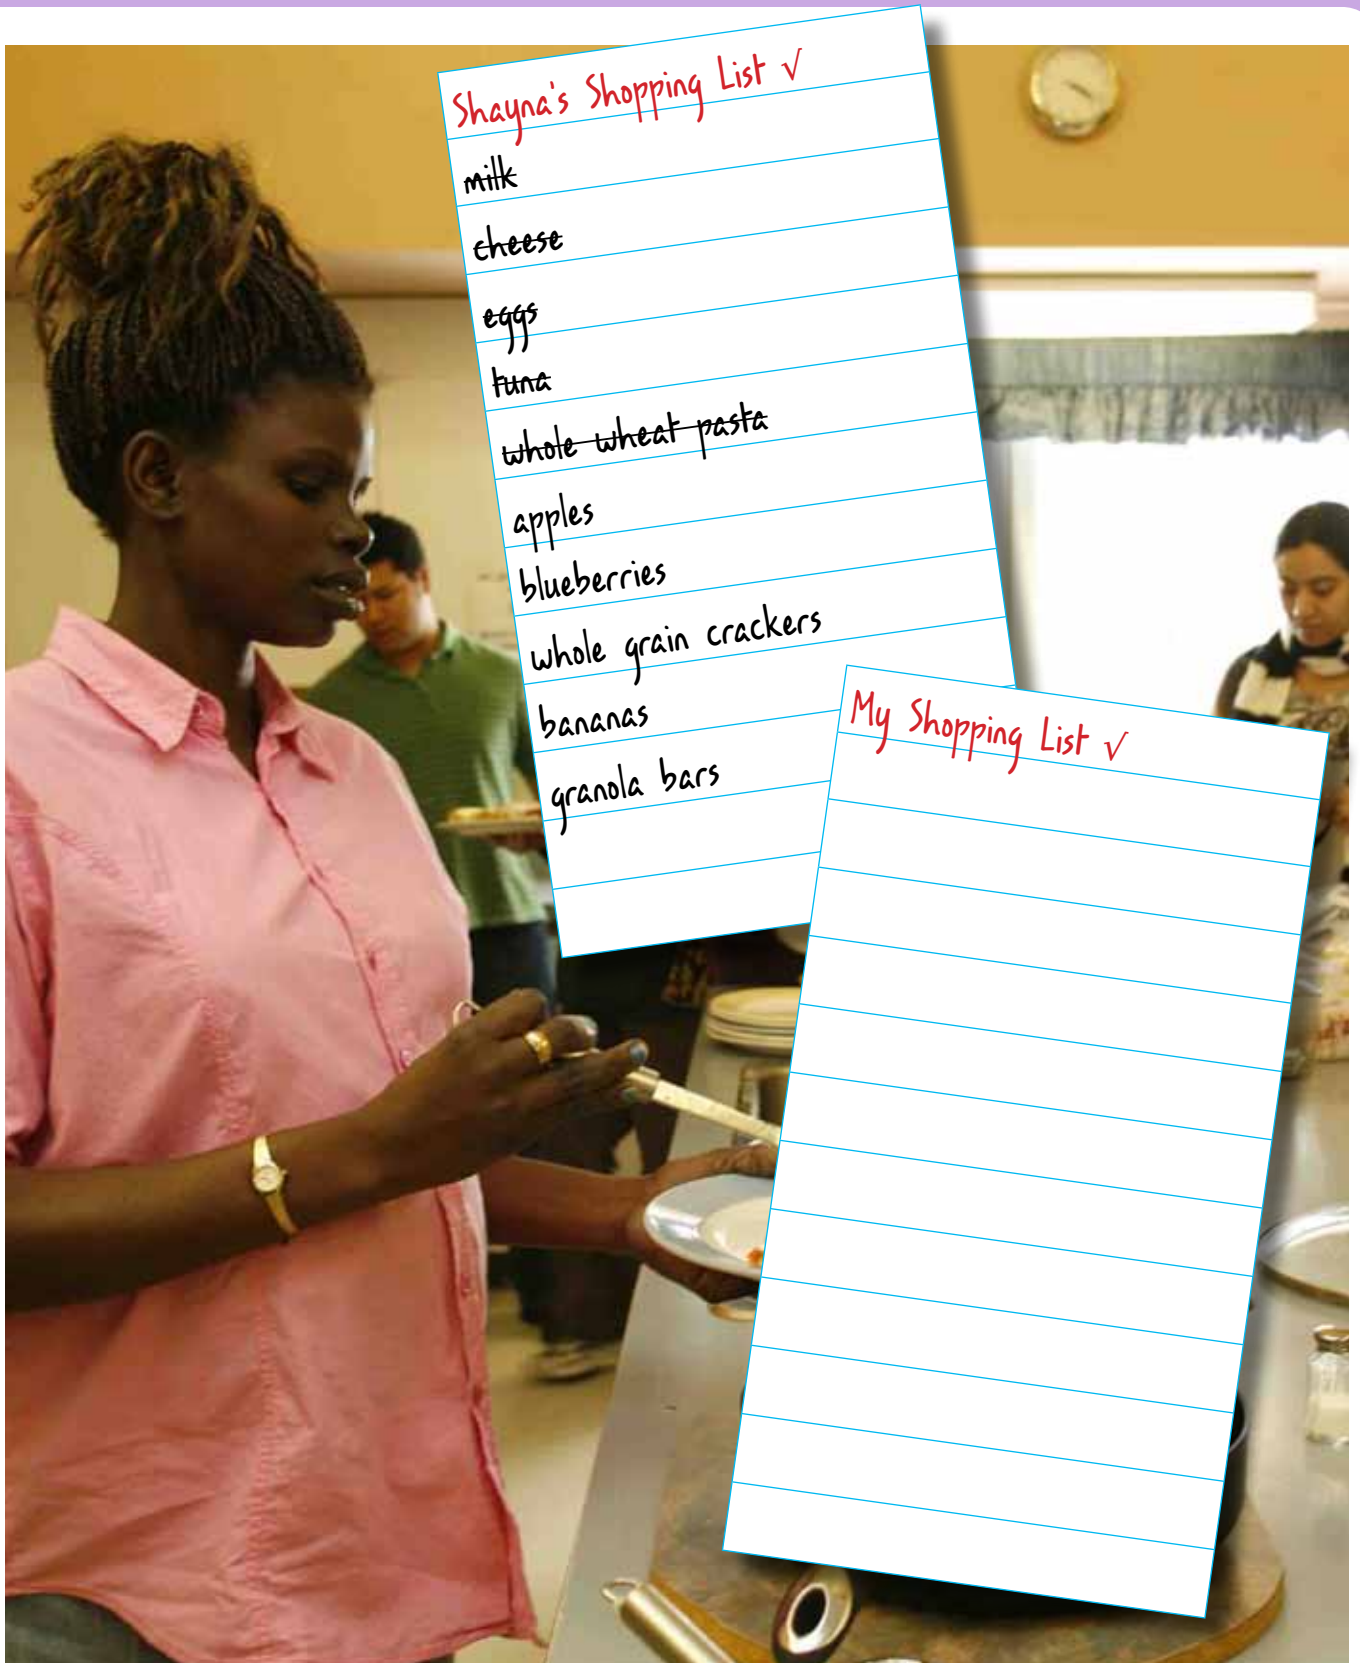 Shayna's Shopping List √
milk
cheese
eggs
tuna
whole wheat pasta
apples
blueberries
whole grain crackers
bananas
granola bars
My Shopping List √